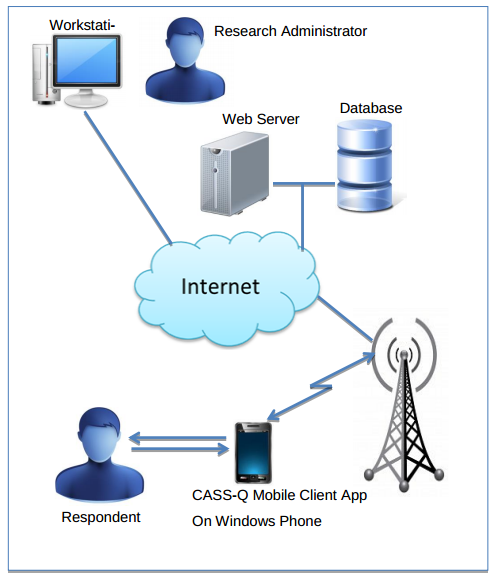 Workstati-
Research Administrator
Web Server
Database
Internet
CASS-Q Mobile Client App
On Windows Phone
Respondent